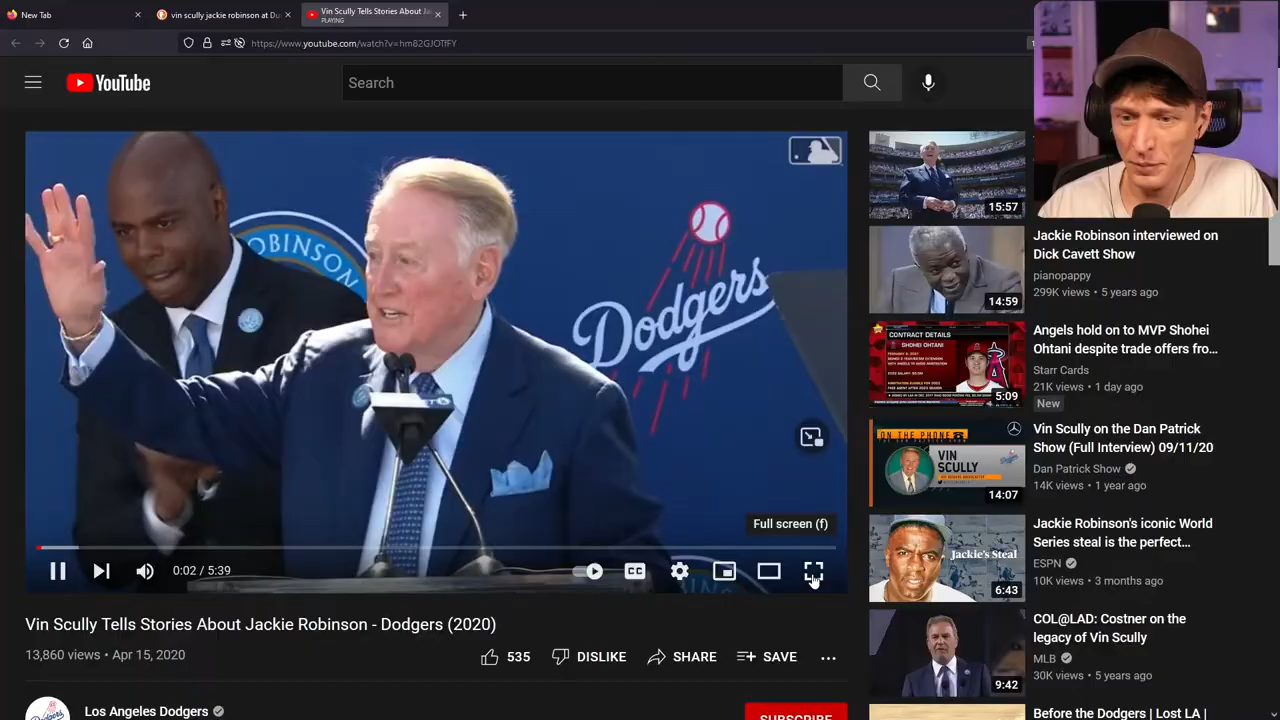 New Tab
vin scully jackie robinson at Du
Vin Scully Tells Stories About Ja
PLAYING
https://www.youtube.com/watch?v=hm82GJOTfFY
YouTube
Search
ROBINSON
Dodgers
Full screen (f)
0:02 / 5:39
CC
Vin Scully Tells Stories About Jackie Robinson - Dodgers (2020)
13,860 views • Apr 15, 2020
535
DISLIKE
SHARE
SAVE
Dodgers
Los Angeles Dodgers
SUBSCRIBE
15:57
14:59
Jackie Robinson interviewed on
Dick Cavett Show
pianopappy
299K views • 5 years ago
CONTRACT DETAILS
SHOHEI OHTANI
5:09
Angels hold on to MVP Shohei
Ohtani despite trade offers fro...
Starr Cards
21K views • 1 day ago
New
ON THE PHONE
VIN
SCULLY
14:07
Vin Scully on the Dan Patrick
Show (Full Interview) 09/11/20
Dan Patrick Show
14K views • 1 year ago
Jackie's Steal
6:43
Jackie Robinson's iconic World
Series steal is the perfect...
ESPN
10K views • 3 months ago
9:42
COL@LAD: Costner on the
legacy of Vin Scully
MLB
30K views • 5 years ago
Before the Dodgers | Lost LA |